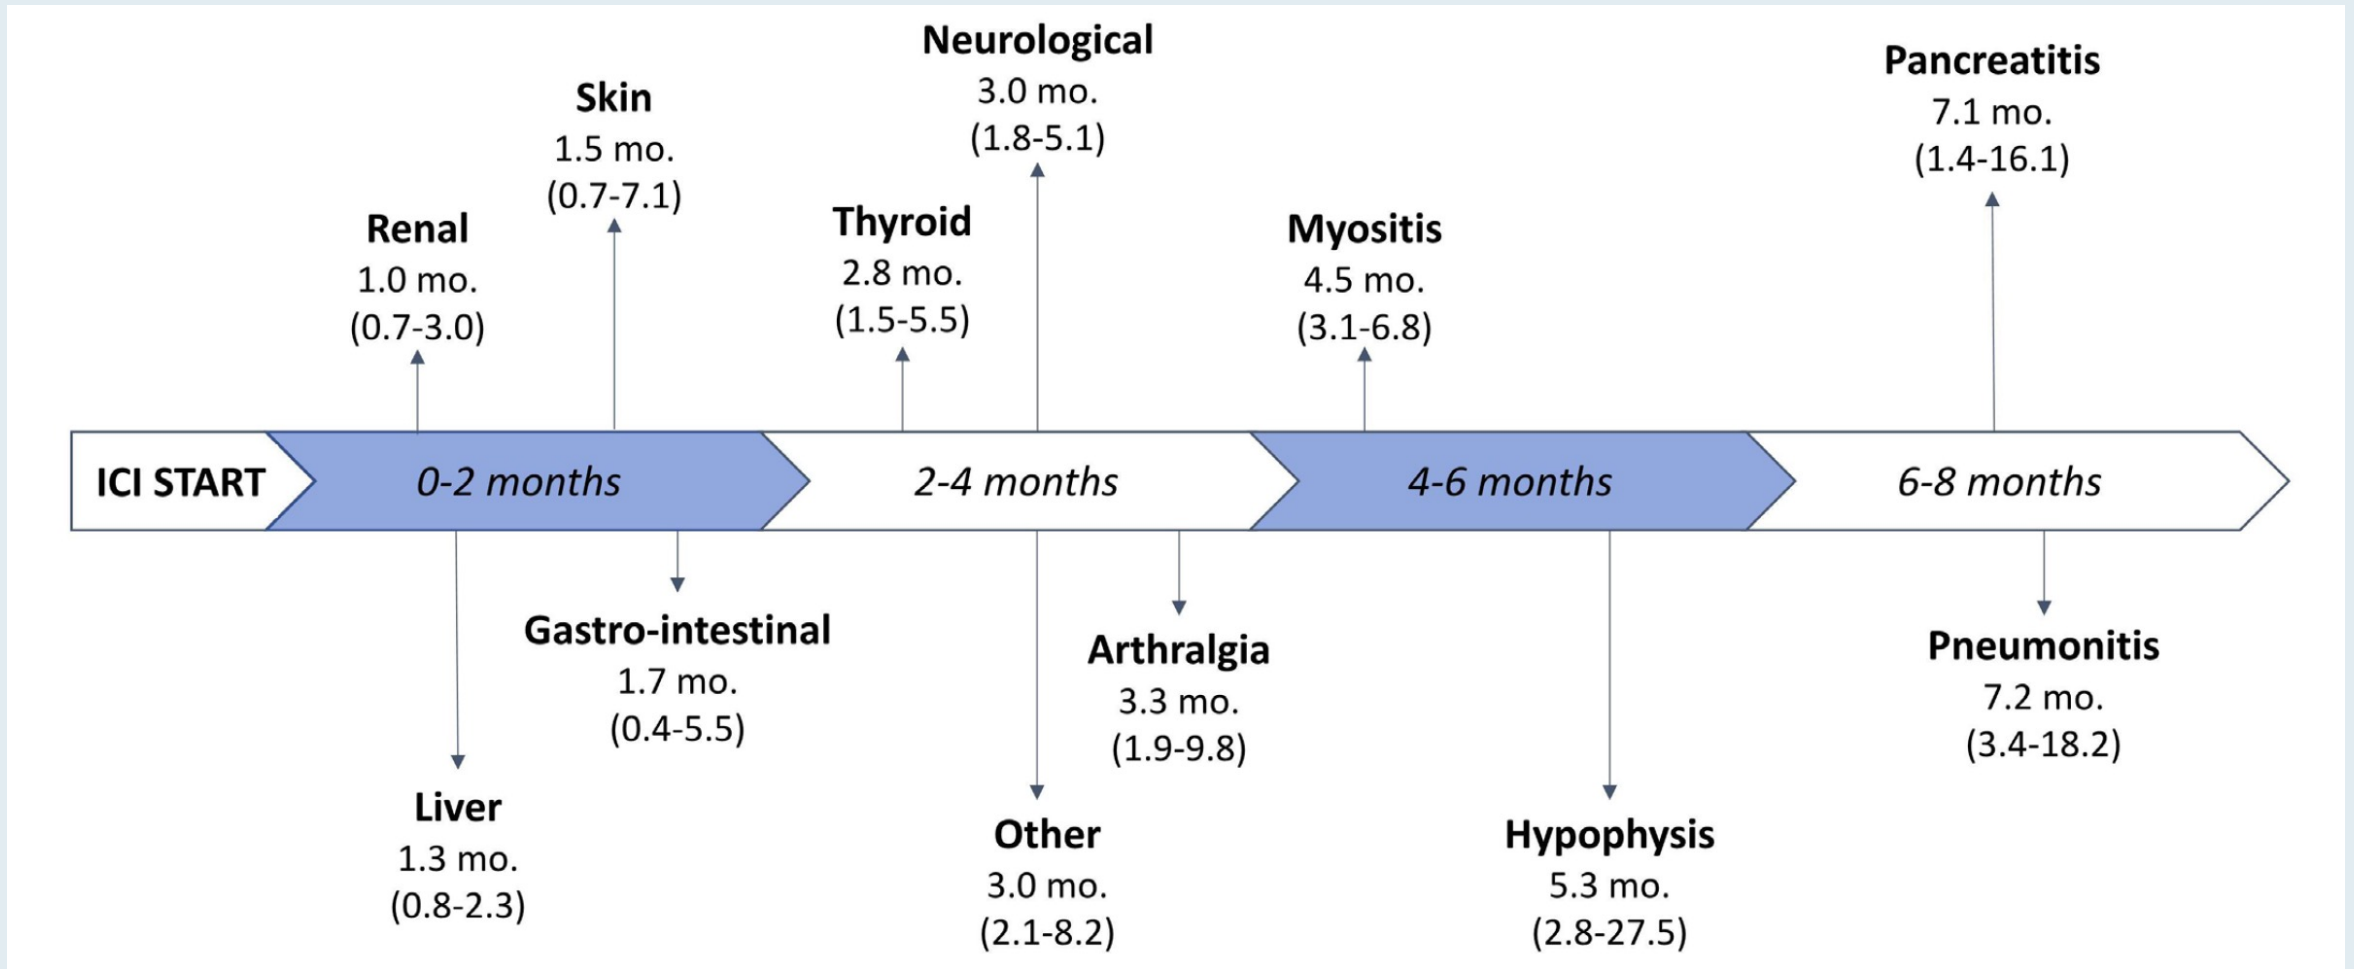 Neurological
3.0 mo.
(1.8-5.1)
Pancreatitis
7.1 mo.
(1.4-16.1)
Skin
1.5 mo.
(0.7-7.1)
Renal
1.0 mo.
(0.7-3.0)
Thyroid
2.8 mo.
(1.5-5.5)
Myositis
4.5 mo.
(3.1-6.8)
ICI START
0-2 months
2-4 months
4-6 months
6-8 months
Gastro-intestinal
1.7 mo.
(0.4-5.5)
Arthralgia
3.3 mo.
(1.9-9.8)
Pneumonitis
7.2 mo.
(3.4-18.2)
Liver
1.3 mo.
(0.8-2.3)
Other
3.0 mo.
(2.1-8.2)
Hypophysis
5.3 mo.
(2.8-27.5)